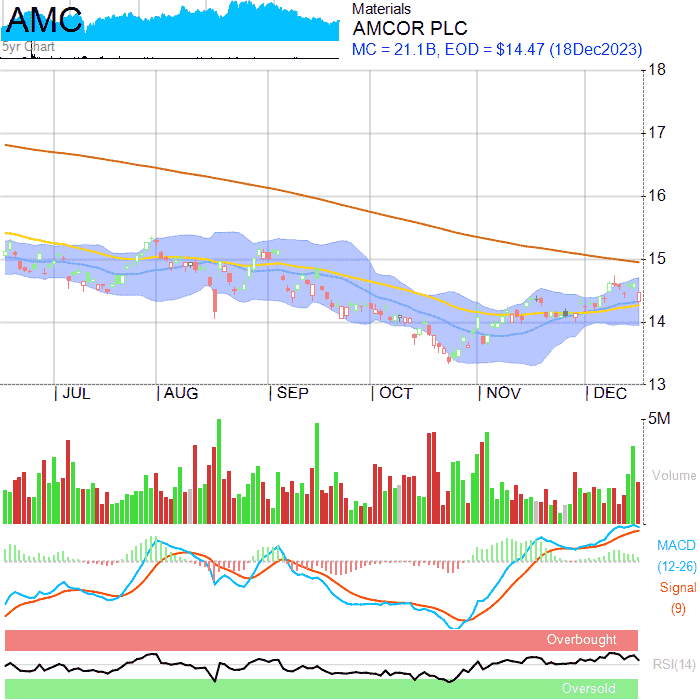 AMC
5yr Chart
Materials
AMCOR PLC
MC = 21.1B, EOD = $14.47 (18Dec2023)
18
17
16
15
14
13
JUL
AUG
SEP
OCT
NOV
DEC
5M
Volume
MACD
(12-26)
Signal
(9)
Overbought
RSI(14)
Oversold